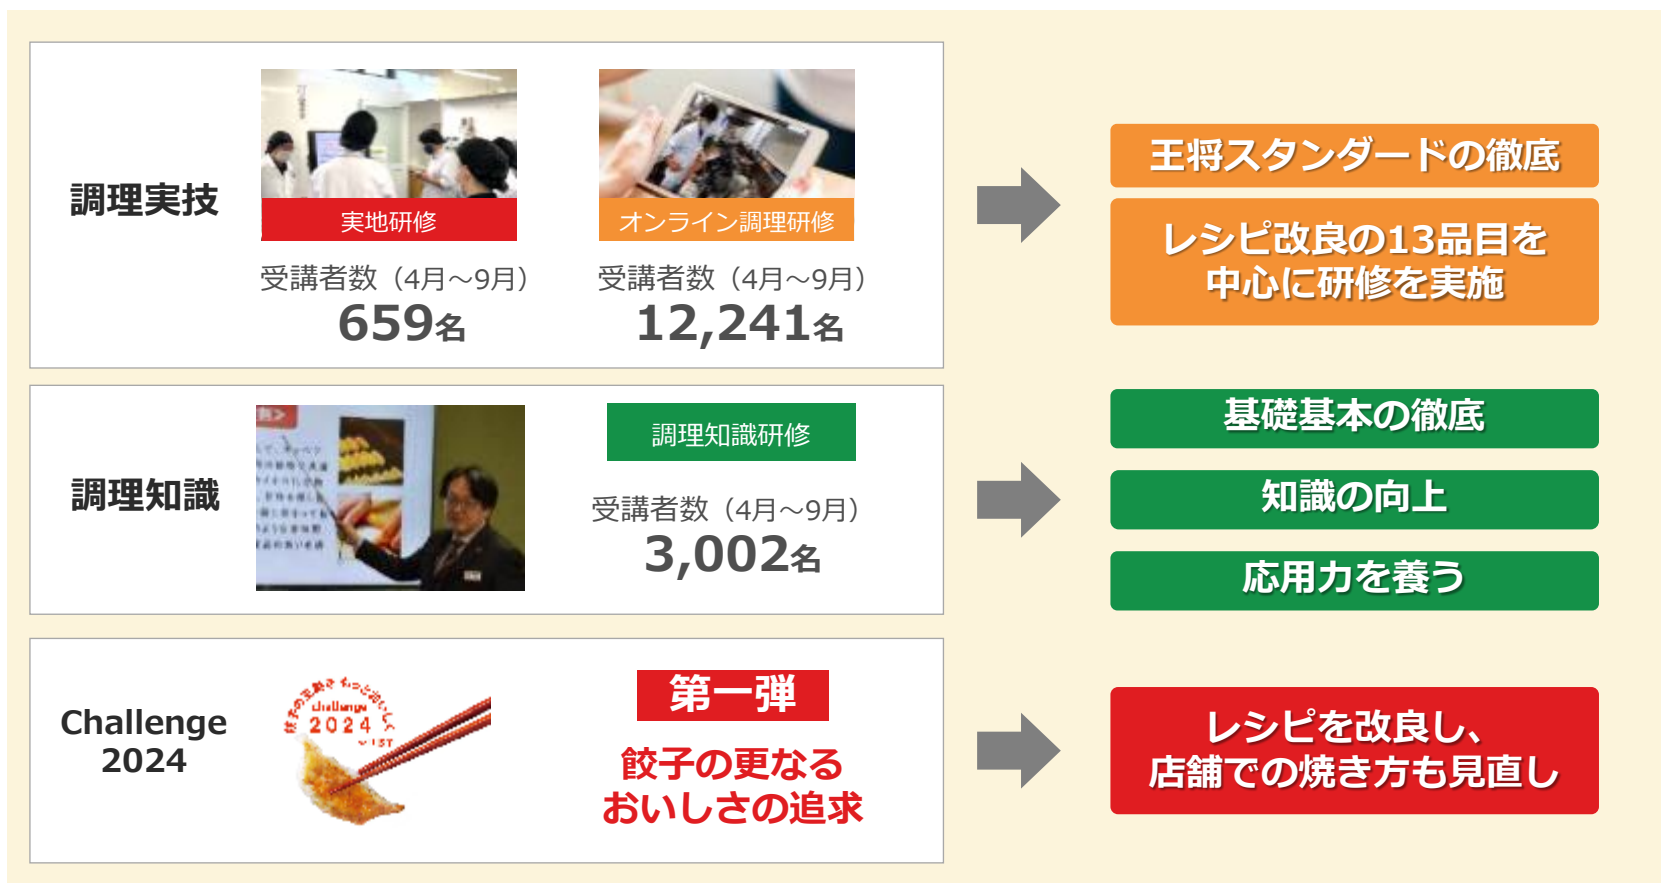 調理実技
実地研修
受講者数（4月～9月）
659名
オンライン調理研修
受講者数（4月～9月）
12,241名
王将スタンダードの徹底
レシピ改良の13品目を
中心に研修を実施
調理知識
調理知識研修
受講者数（4月～9月）
3,002名
基礎基本の徹底
知識の向上
応用力を養う
Challenge
2024
challenge
2024
第一弾
餃子の更なる
おいしさの追求
レシピを改良し、
店舗での焼き方も見直し